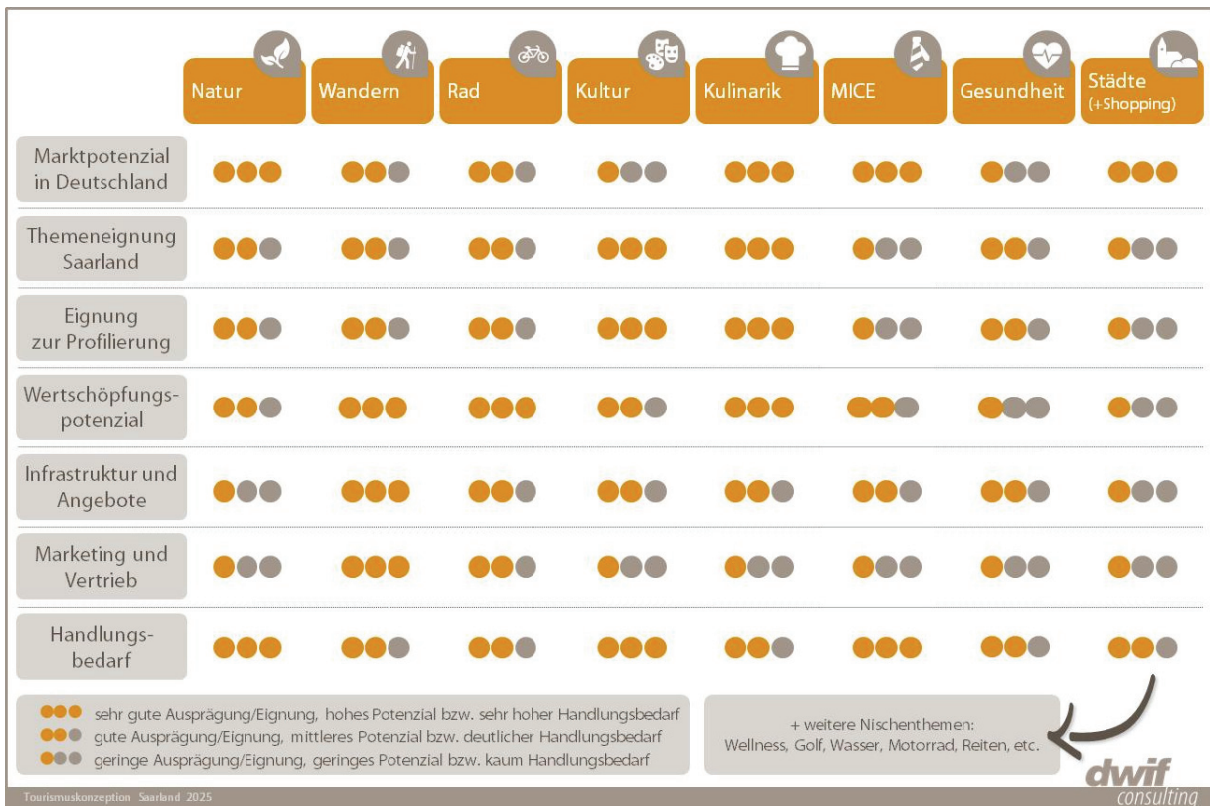 Natur
Wandern
Rad
Kultur
Kulinarik
MICE
Gesundheit
Städte
(+Shopping)
Marktpotenzial
in Deutschland
Themeneignung
Saarland
Eignung
zur Profilierung
Wertschöpfungs-
potenzial
Infrastruktur und
Angebote
Marketing und
Vertrieb
Handlungs-
bedarf
sehr gute Ausprägung/Eignung, hohes Potenzial bzw. sehr hoher Handlungsbedarf
gute Ausprägung/Eignung, mittleres Potenzial bzw. deutlicher Handlungsbedarf
geringe Ausprägung/Eignung, geringes Potenzial bzw. kaum Handlungsbedarf
+ weitere Nischenthemen:
Wellness, Golf, Wasser, Motorrad, Reiten, etc.
dwif
consulting
Tourismuskonzeption Saarland 2025